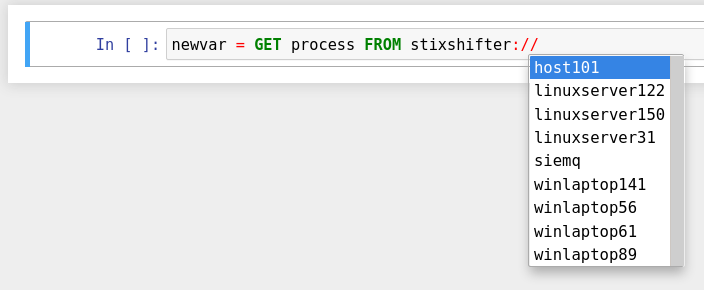 In [ ]: newvar = GET process FROM stixshifter://
host101
linuxserver122
linuxserver150
linuxserver31
siemq
winlaptop141
winlaptop56
winlaptop61
winlaptop89